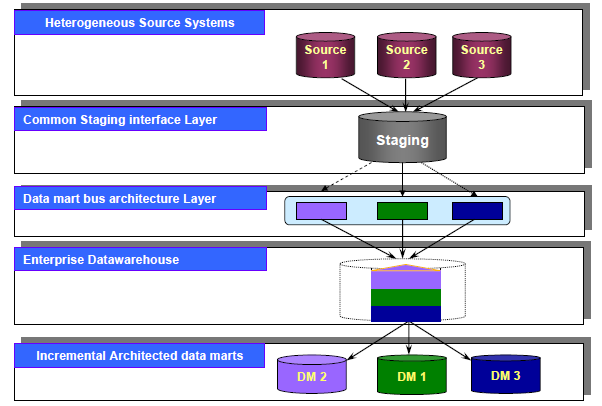 Heterogeneous Source Systems
Source
1
Source
2
Source
3
Common Staging interface Layer
Staging
Data mart bus architecture Layer
Enterprise Datawarehouse
Incremental Architected data marts
DM 2
DM 1
DM 3